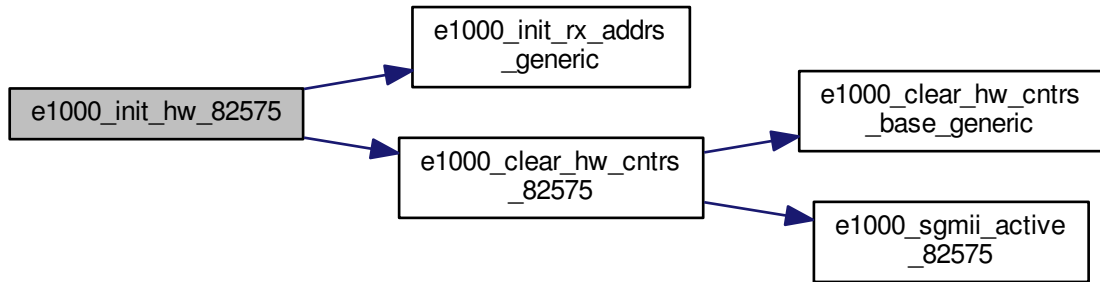 e1000_init_hw_82575
e1000_init_rx_addrs
_generic
e1000_clear_hw_cntrs
_82575
e1000_clear_hw_cntrs
_base_generic
e1000_sgmii_active
_82575